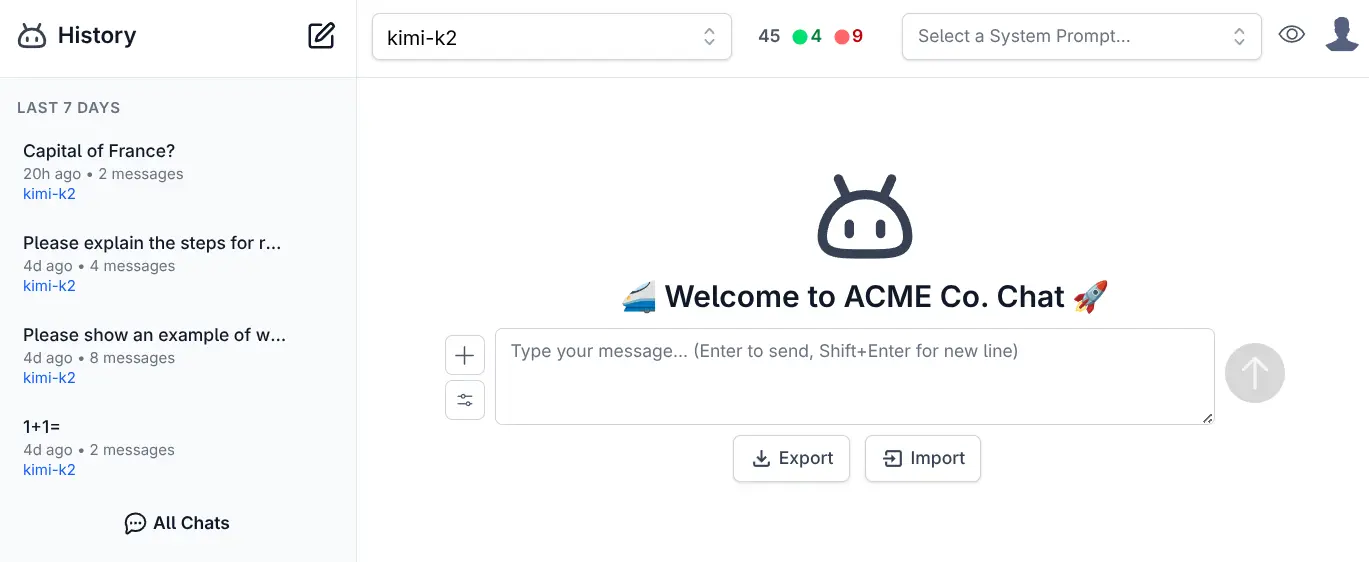 History
kimi-k2
45 4 9
Select a System Prompt...
LAST 7 DAYS
Capital of France?
20h ago • 2 messages
kimi-k2
Please explain the steps for r...
4d ago • 4 messages
kimi-k2
Please show an example of w...
4d ago • 8 messages
kimi-k2
1+1=
4d ago • 2 messages
kimi-k2
All Chats
🚄 Welcome to ACME Co. Chat 🚀
Type your message... (Enter to send, Shift+Enter for new line)
Export
Import